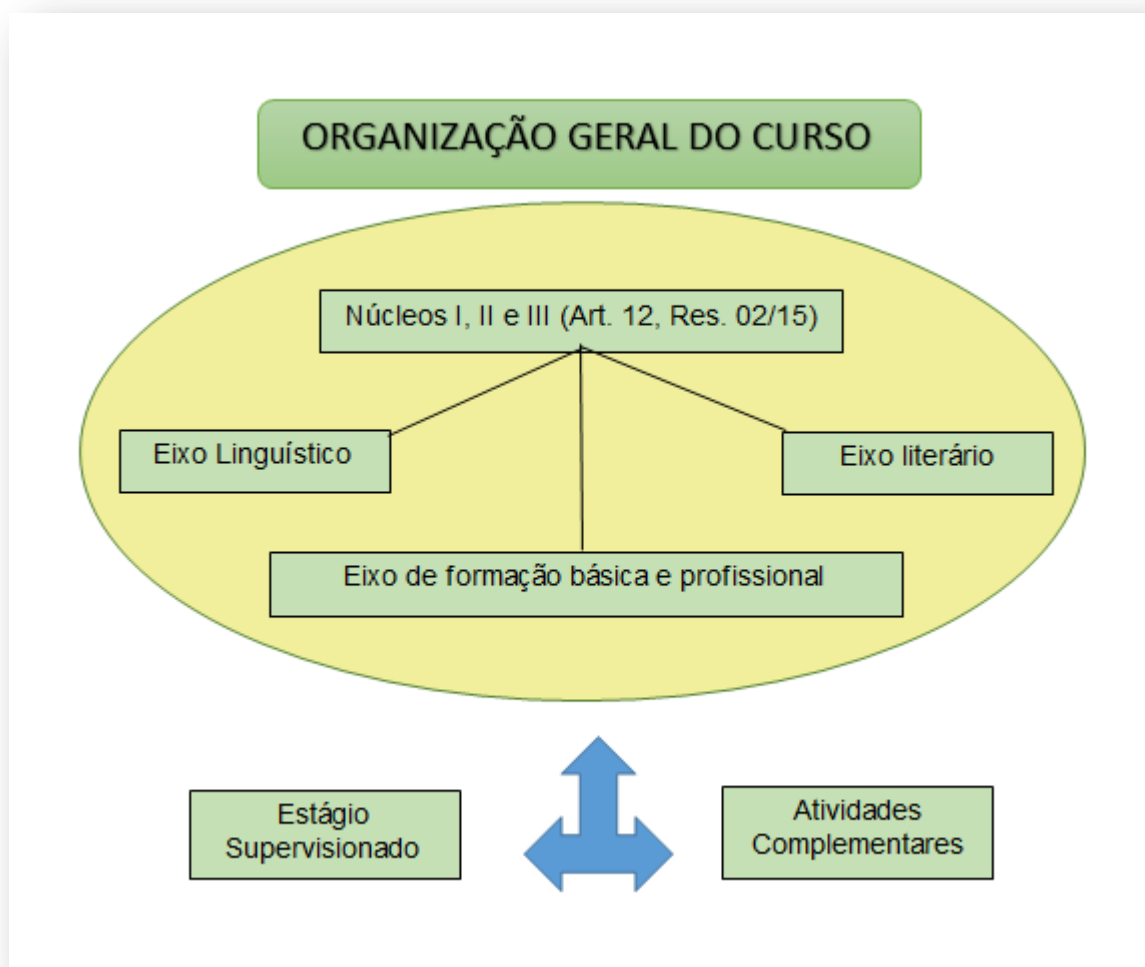 ORGANIZAÇÃO GERAL DO CURSO
Núcleos I, II e III (Art. 12, Res. 02/15)
Eixo Linguístico
Eixo literário
Eixo de formação básica e profissional
Estágio
Supervisionado
Atividades
Complementares